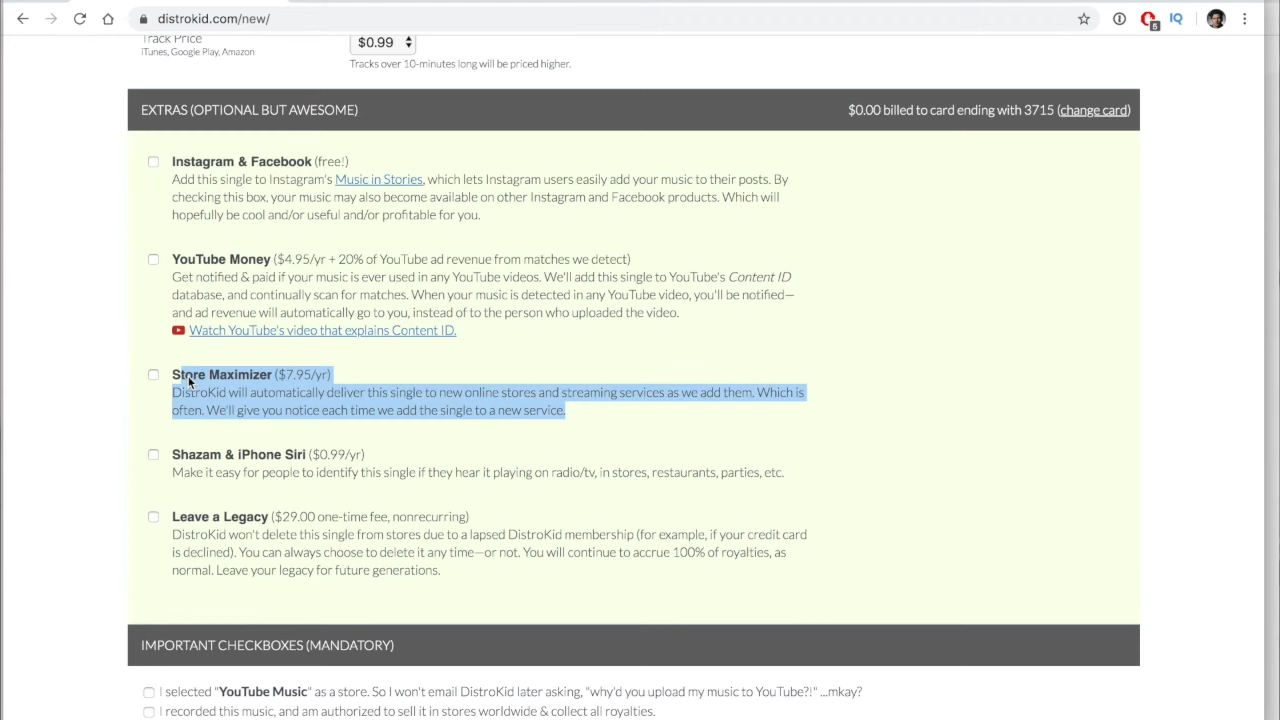 distrokid.com/new/
5
IQ
Track Price
iTunes, Google Play, Amazon
$0.99
Tracks over 10-minutes long will be priced higher.
EXTRAS (OPTIONAL BUT AWESOME)
$0.00 billed to card ending with 3715 (change card)
Instagram & Facebook (free!)
Add this single to Instagram's Music in Stories, which lets Instagram users easily add your music to their posts. By
checking this box, your music may also become available on other Instagram and Facebook products. Which will
hopefully be cool and/or useful and/or profitable for you.
YouTube Money ($4.95/yr + 20% of YouTube ad revenue from matches we detect)
Get notified & paid if your music is ever used in any YouTube videos. We'll add this single to YouTube's Content ID
database, and continually scan for matches. When your music is detected in any YouTube video, you'll be notified—
and ad revenue will automatically go to you, instead of to the person who uploaded the video.
Watch YouTube's video that explains Content ID.
Store Maximizer ($7.95/yr)
DistroKid will automatically deliver this single to new online stores and streaming services as we add them. Which is
often. We'll give you notice each time we add the single to a new service.
Shazam & iPhone Siri ($0.99/yr)
Make it easy for people to identify this single if they hear it playing on radio/tv, in stores, restaurants, parties, etc.
Leave a Legacy ($29.00 one-time fee, nonrecurring)
DistroKid won't delete this single from stores due to a lapsed DistroKid membership (for example, if your credit card
is declined). You can always choose to delete it any time—or not. You will continue to accrue 100% of royalties, as
normal. Leave your legacy for future generations.
IMPORTANT CHECKBOXES (MANDATORY)
I selected "YouTube Music" as a store. So I won't email DistroKid later asking, "why'd you upload my music to YouTube?!" ...mkay?
I recorded this music, and am authorized to sell it in stores worldwide & collect all royalties.